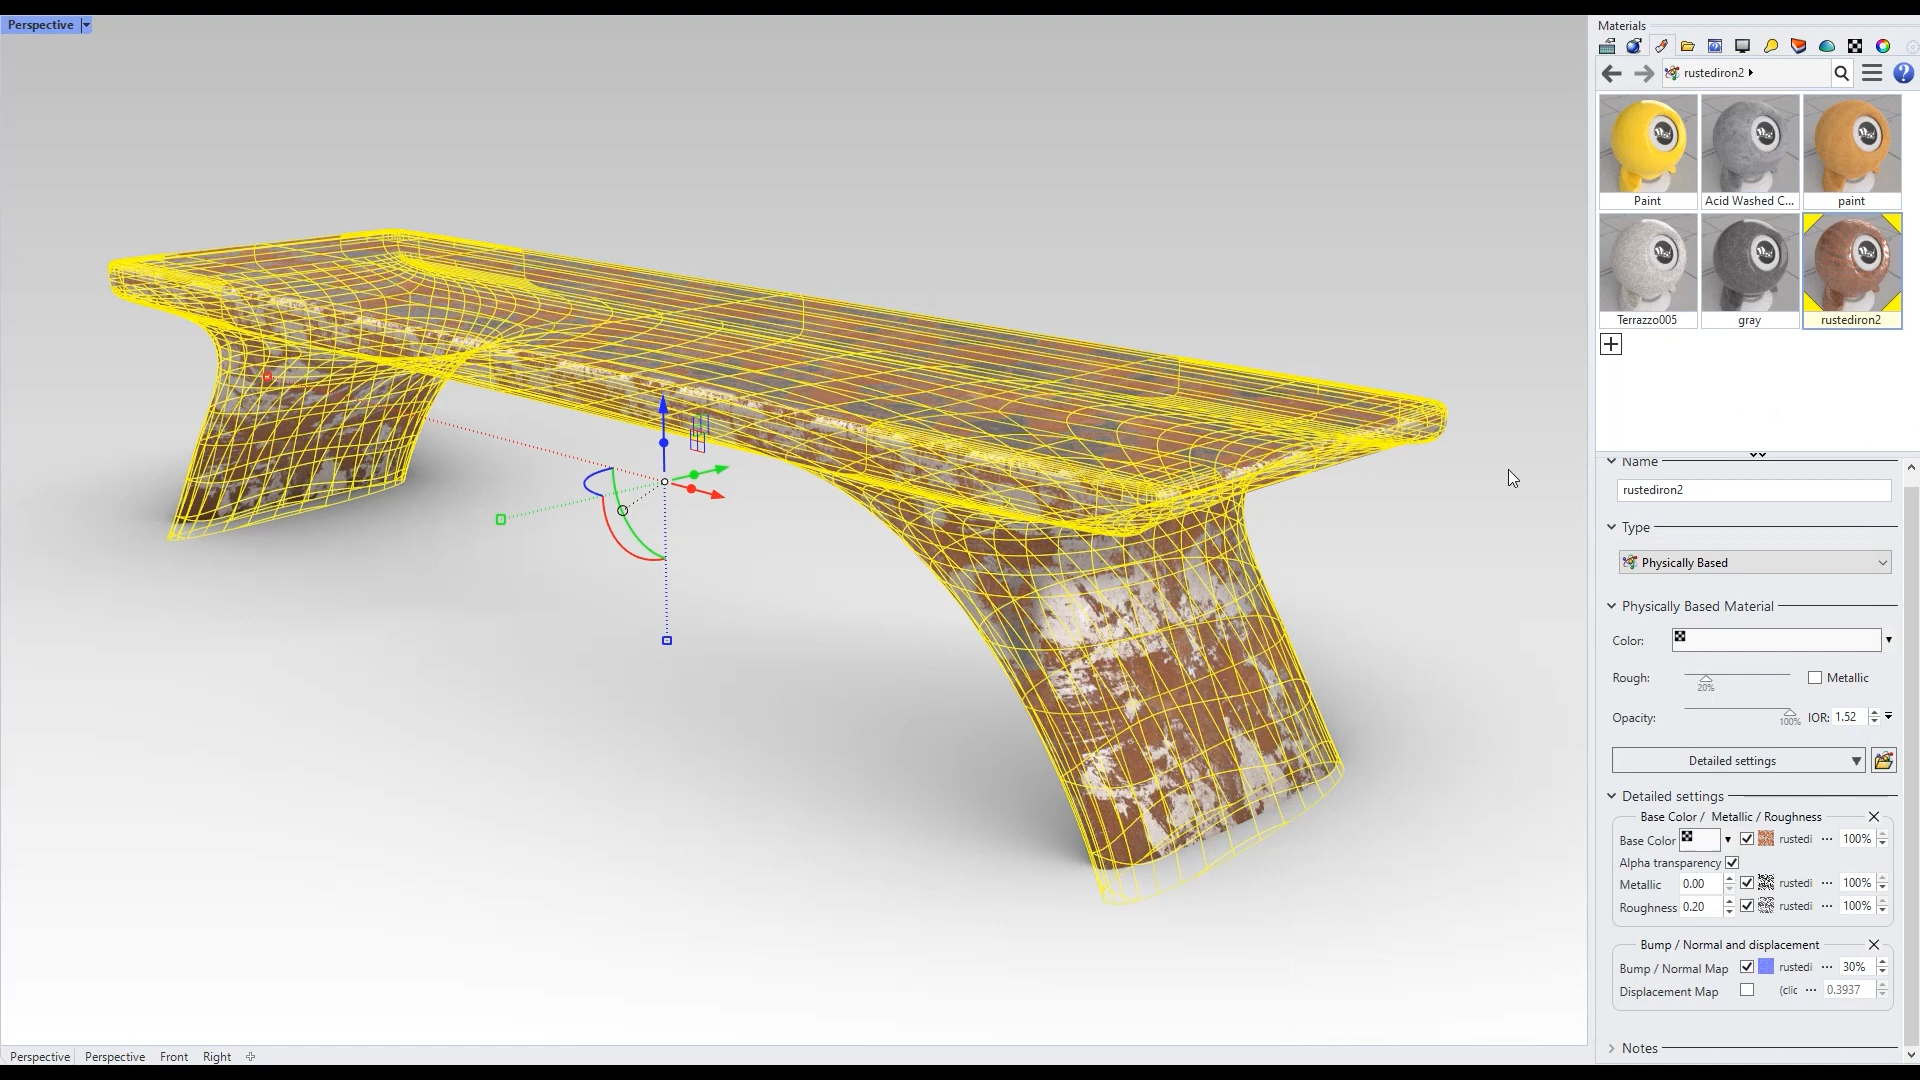 Perspective
Materials
rustediron2
Paint
Acid Washed C...
paint
Terrazzo005
gray
rustediron2
Name
rustediron2
Type
Physically Based
Physically Based Material
Color:
Rough:
20%
Metallic
Opacity:
100%
IOR: 1.52
Detailed settings
Detailed settings
Base Color / Metallic / Roughness
Base Color rustedi ··· 100%
Alpha transparency
Metallic 0.00 rustedi ··· 100%
Roughness 0.20 rustedi ··· 100%
Bump / Normal and displacement
Bump / Normal Map rustedi ··· 30%
Displacement Map (clic ··· 0.3937
Notes
Perspective Perspective Front Right